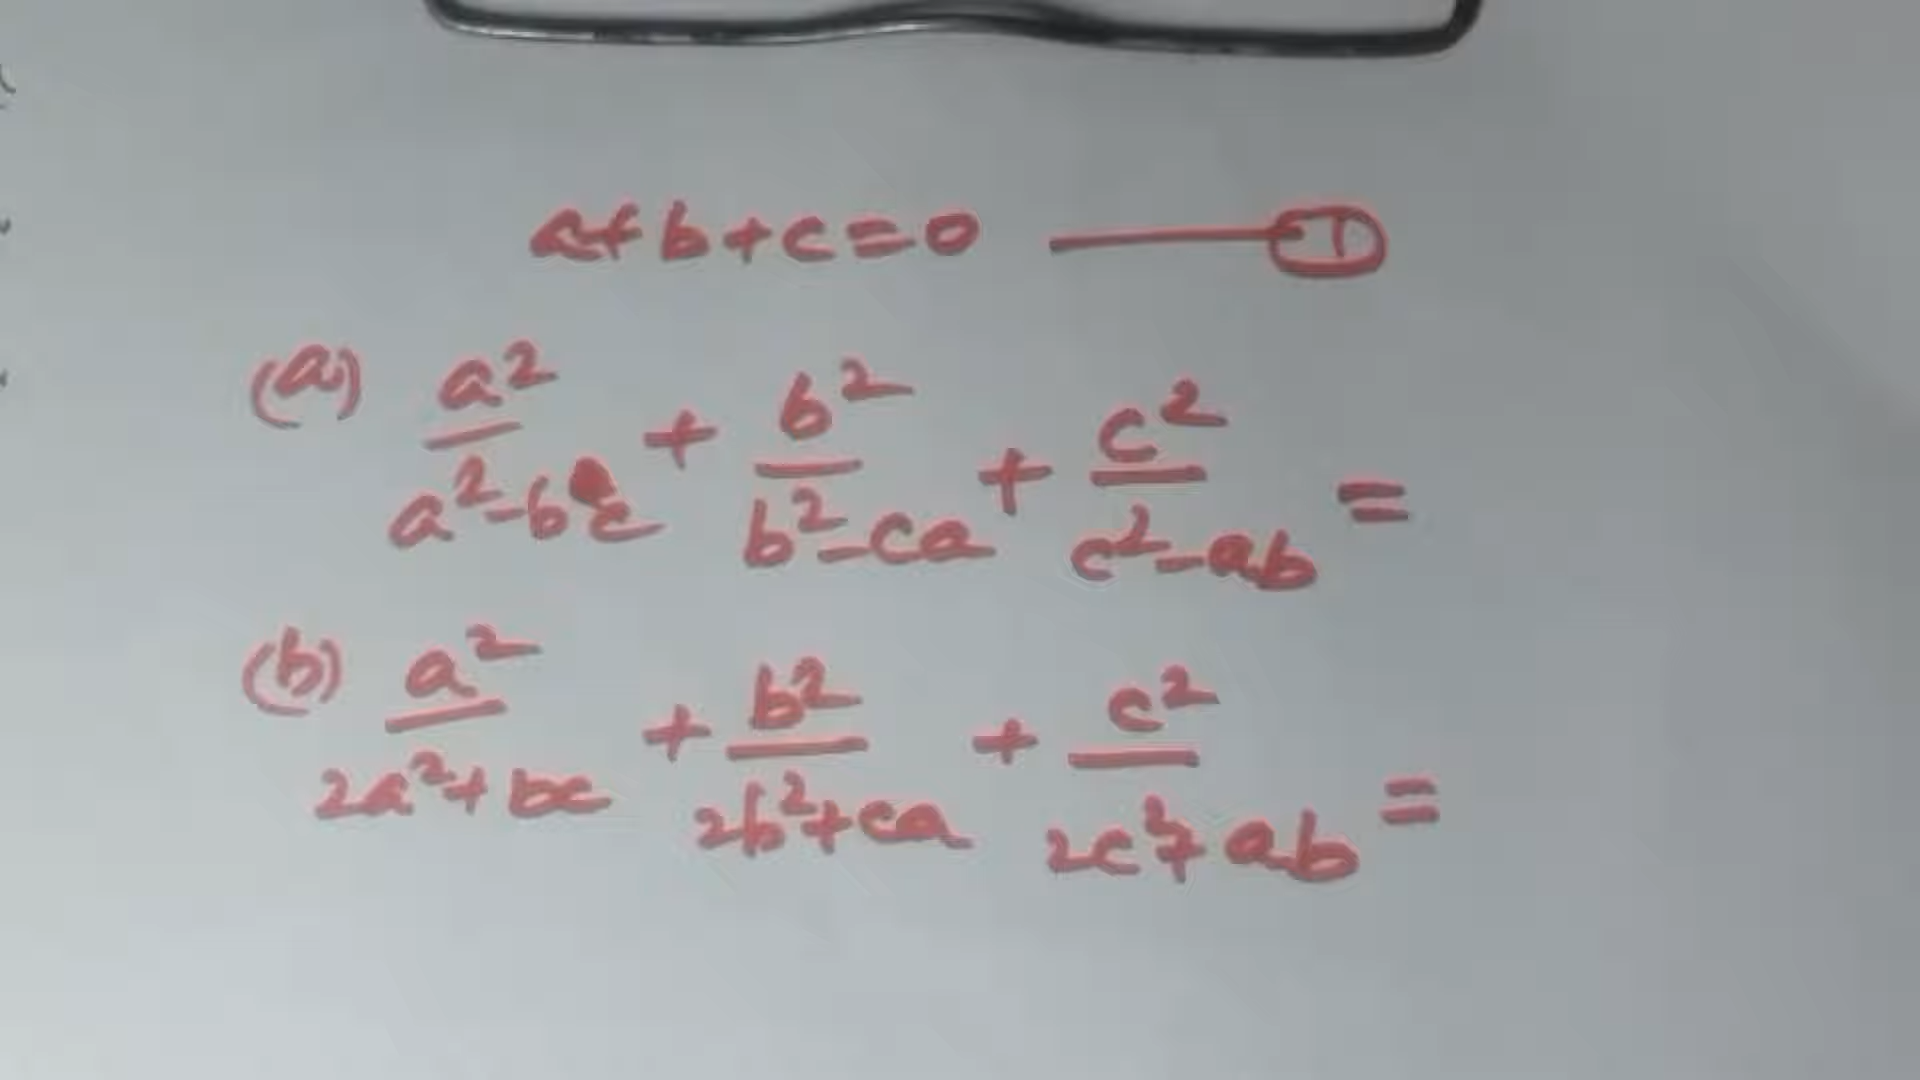 a+b+c=0 —— ①
(a) a²/(a²-bc) + b²/(b²-ca) + c²/(c²-ab) =
(b) a²/(2a²+bc) + b²/(2b²+ca) + c²/(2c²+ab) =